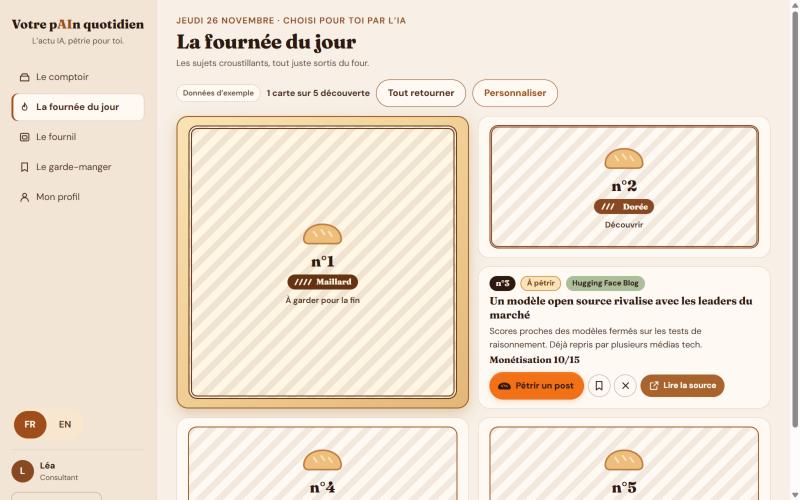 Votre pAIn quotidien
L'actu IA, pétrie pour toi.
Le comptoir
La fournée du jour
Le fournil
Le garde-manger
Mon profil
FR
EN
L
Léa
Consultant
JEUDI 26 NOVEMBRE · CHOISI POUR TOI PAR L'IA
La fournée du jour
Les sujets croustillants, tout juste sortis du four.
Données d'exemple
1 carte sur 5 découverte
Tout retourner
Personnaliser
n°1
//// Maillard
À garder pour la fin
n°2
/// Dorée
Découvrir
n°3
À pétrir
Hugging Face Blog
Un modèle open source rivalise avec les leaders du
marché
Scores proches des modèles fermés sur les tests de
raisonnement. Déjà repris par plusieurs médias tech.
Monétisation 10/15
Pétrir un post
Lire la source
n°4
n°5